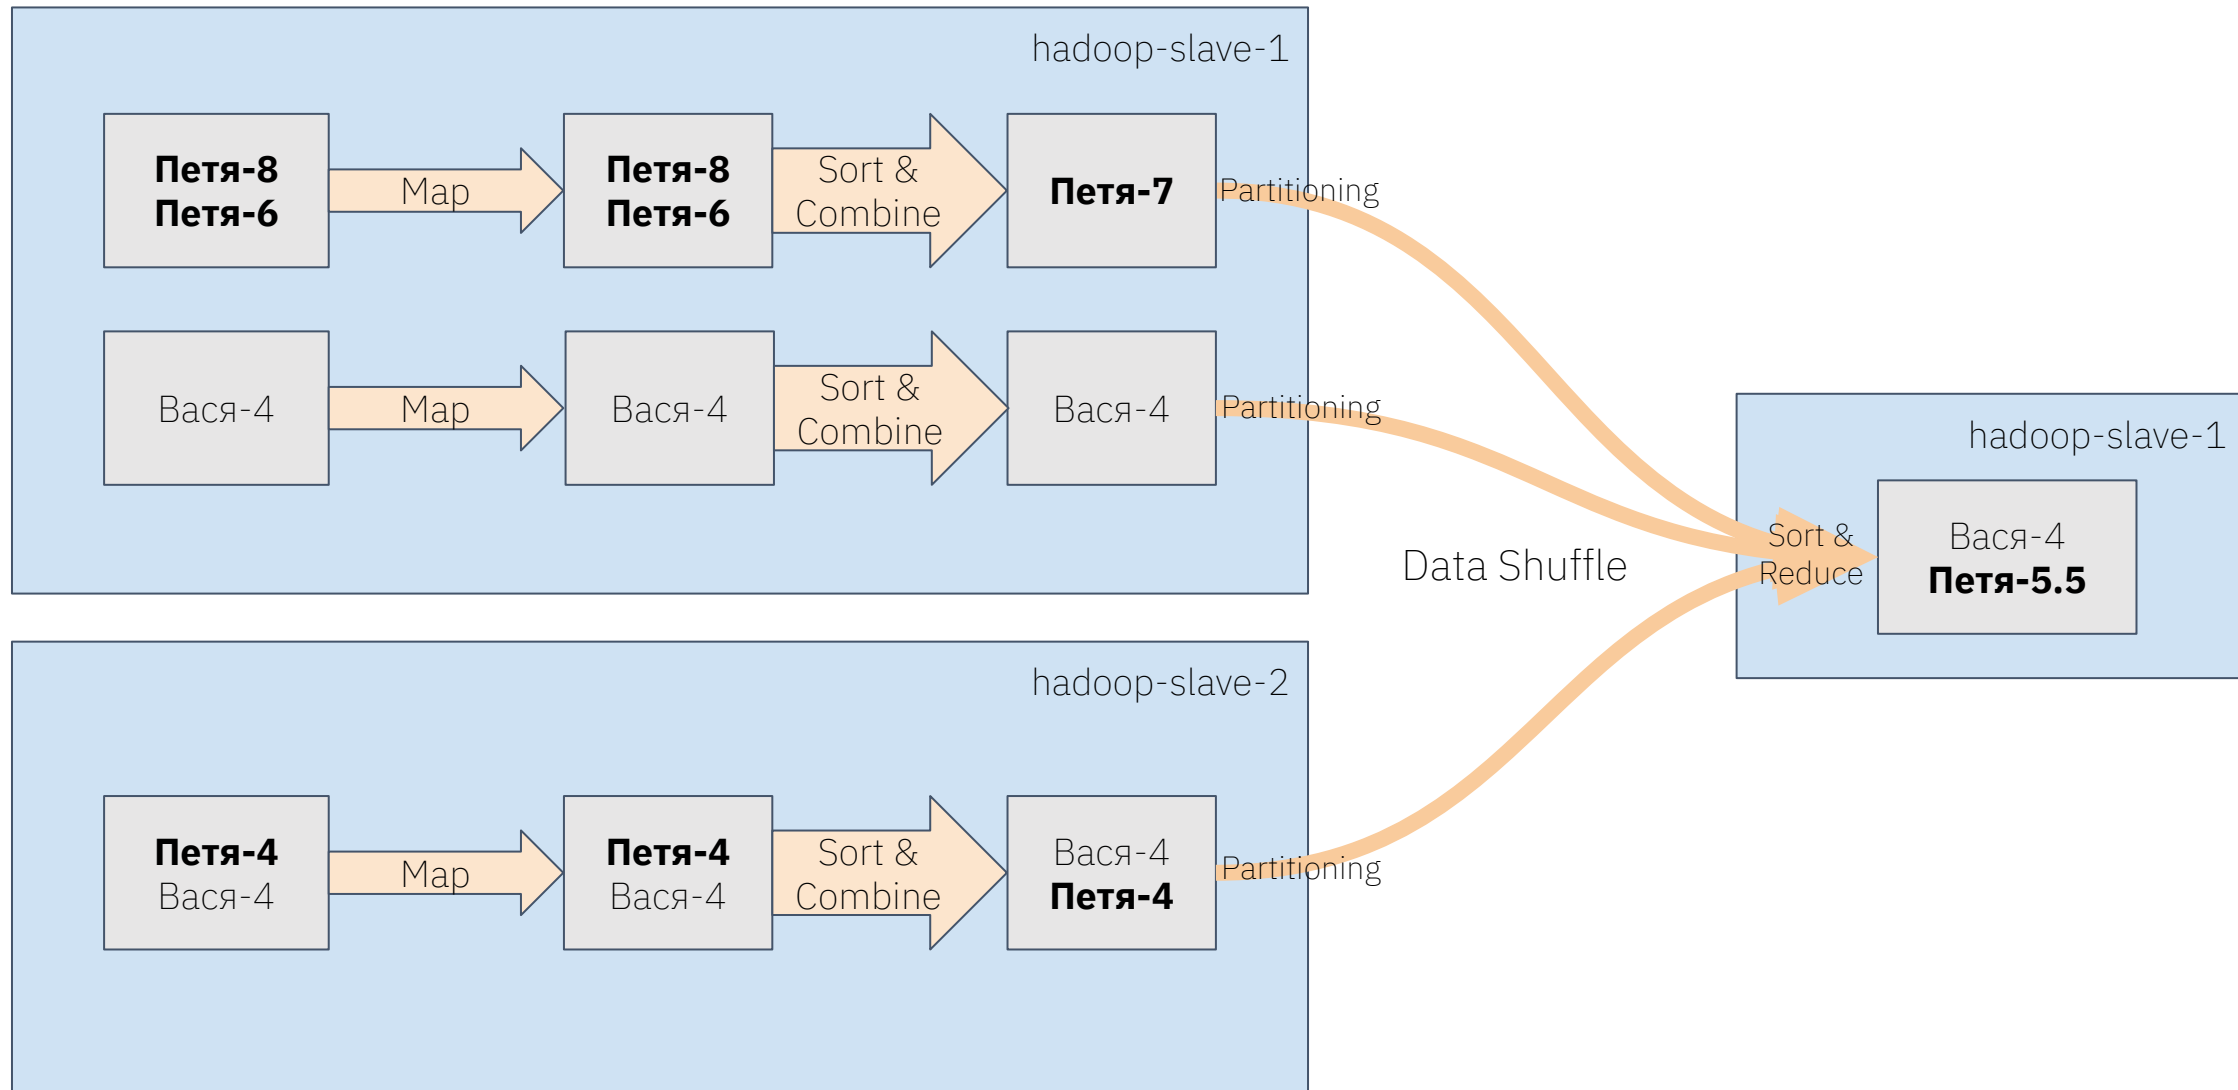 hadoop-slave-1
Петя-8
Петя-6
Map
Петя-8
Петя-6
Sort &
Combine
Петя-7
Partitioning
Вася-4
Map
Вася-4
Sort &
Combine
Вася-4
Partitioning
Data Shuffle
hadoop-slave-1
Sort &
Reduce
Вася-4
Петя-5.5
hadoop-slave-2
Петя-4
Вася-4
Map
Петя-4
Вася-4
Sort &
Combine
Вася-4
Петя-4
Partitioning